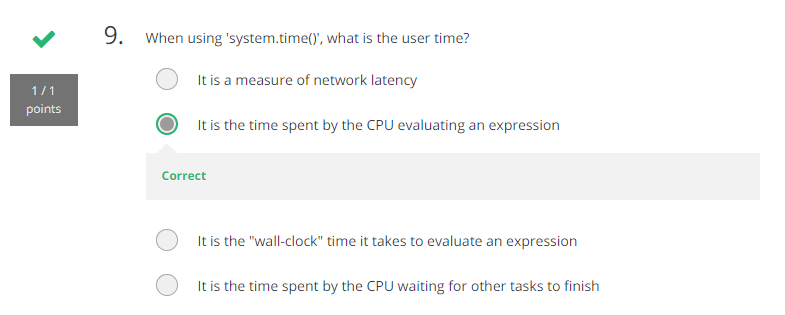 9. When using 'system.time()', what is the user time?
1 / 1
points
It is a measure of network latency
It is the time spent by the CPU evaluating an expression
Correct
It is the "wall-clock" time it takes to evaluate an expression
It is the time spent by the CPU waiting for other tasks to finish